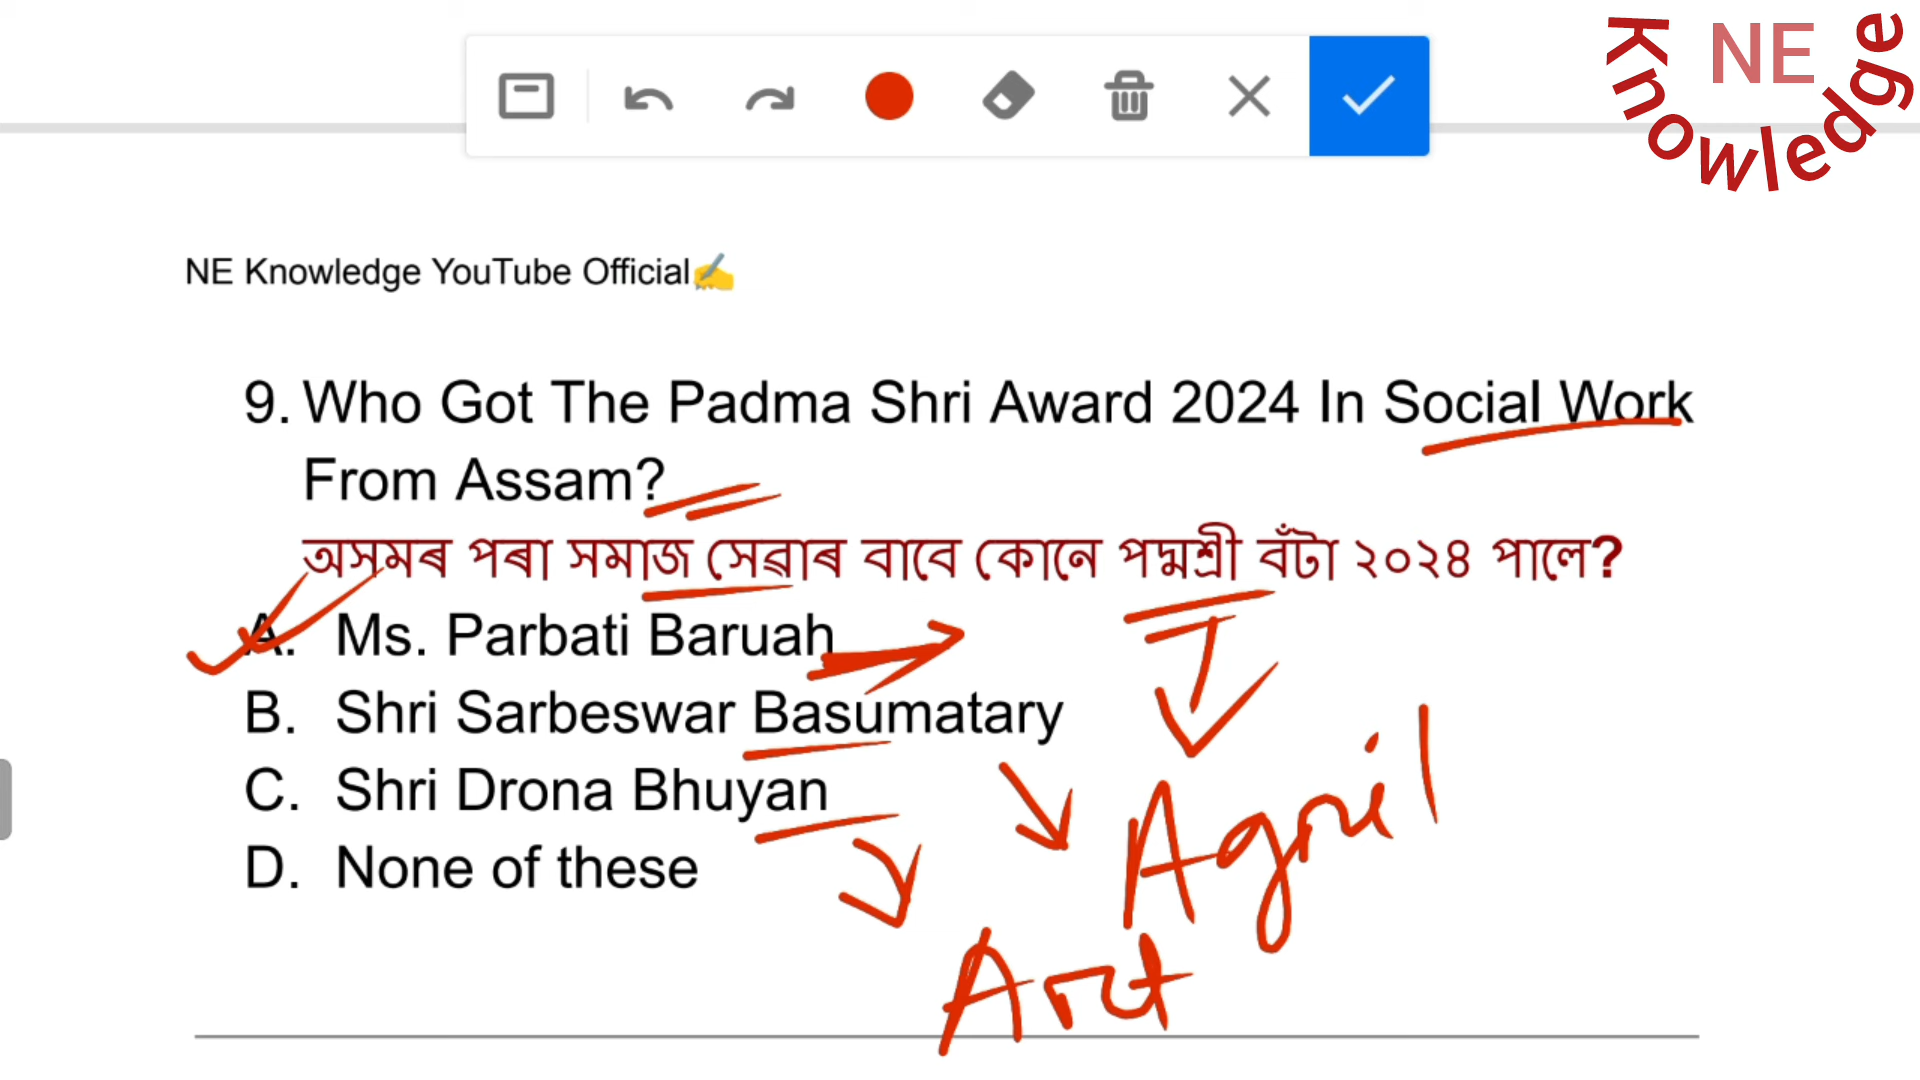 NE
Knowledge
NE Knowledge YouTube Official✍
9. Who Got The Padma Shri Award 2024 In Social Work
From Assam?
অসমৰ পৰা সমাজ সেৱাৰ বাবে কোনে পদ্মশ্ৰী বঁটা ২০২৪ পালে?
A. Ms. Parbati Baruah
B. Shri Sarbeswar Basumatary
C. Shri Drona Bhuyan
D. None of these
Agril
Art